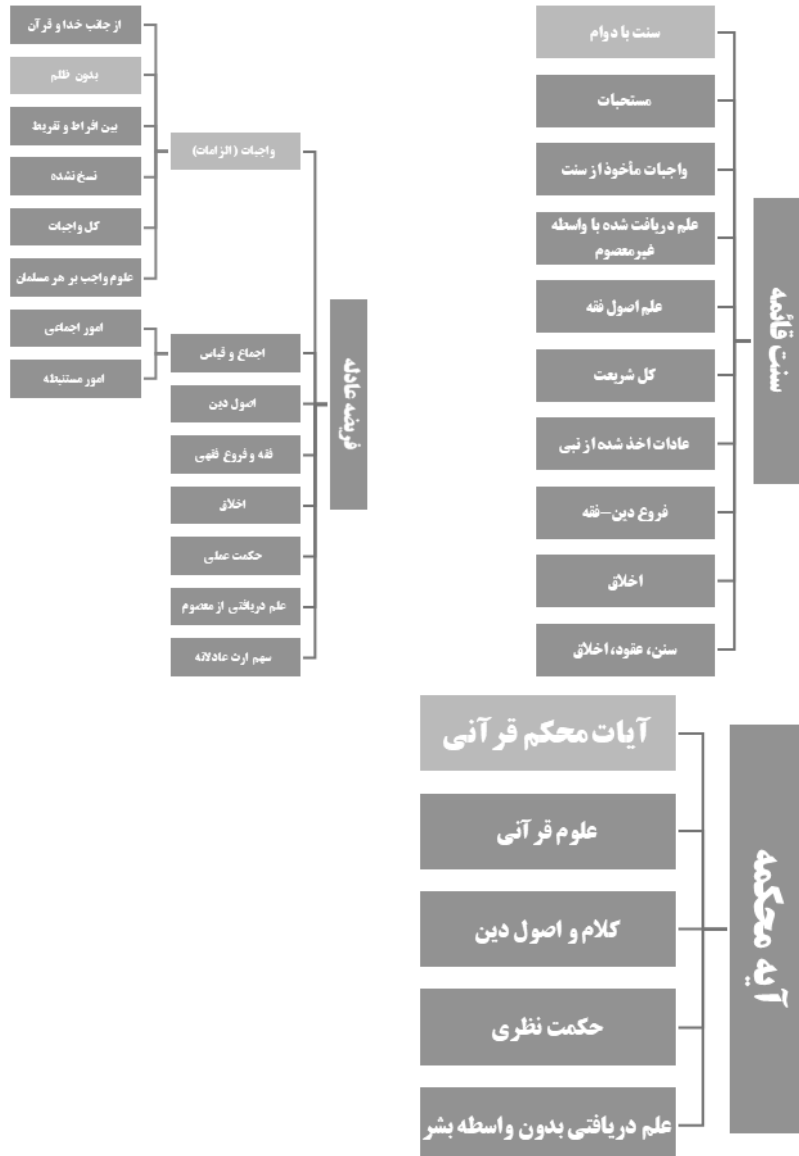 سنت قائمه
سنت با دوام
مستحبات
واجبات مأخوذ از سنت
علم دریافت شده با واسطه
غیرمعصوم
علم اصول فقه
کل شریعت
عادات اخذ شده از نبی
فروع دین–فقه
اخلاق
سنن، عقود، اخلاق
فریضه عادله
واجبات (الزامات)
از جانب خدا و قرآن
بدون ظلم
بین افراط و تفریط
نسخ نشده
کل واجبات
علوم واجب بر هر مسلمان
اجماع و قیاس
امور اجماعی
امور مستنبطه
اصول دین
فقه و فروع فقهی
اخلاق
حکمت عملی
علم دریافتی از معصوم
سهم ارث عادلانه
آیه محکمه
آیات محکم قرآنی
علوم قرآنی
کلام و اصول دین
حکمت نظری
علم دریافتی بدون واسطه بشر